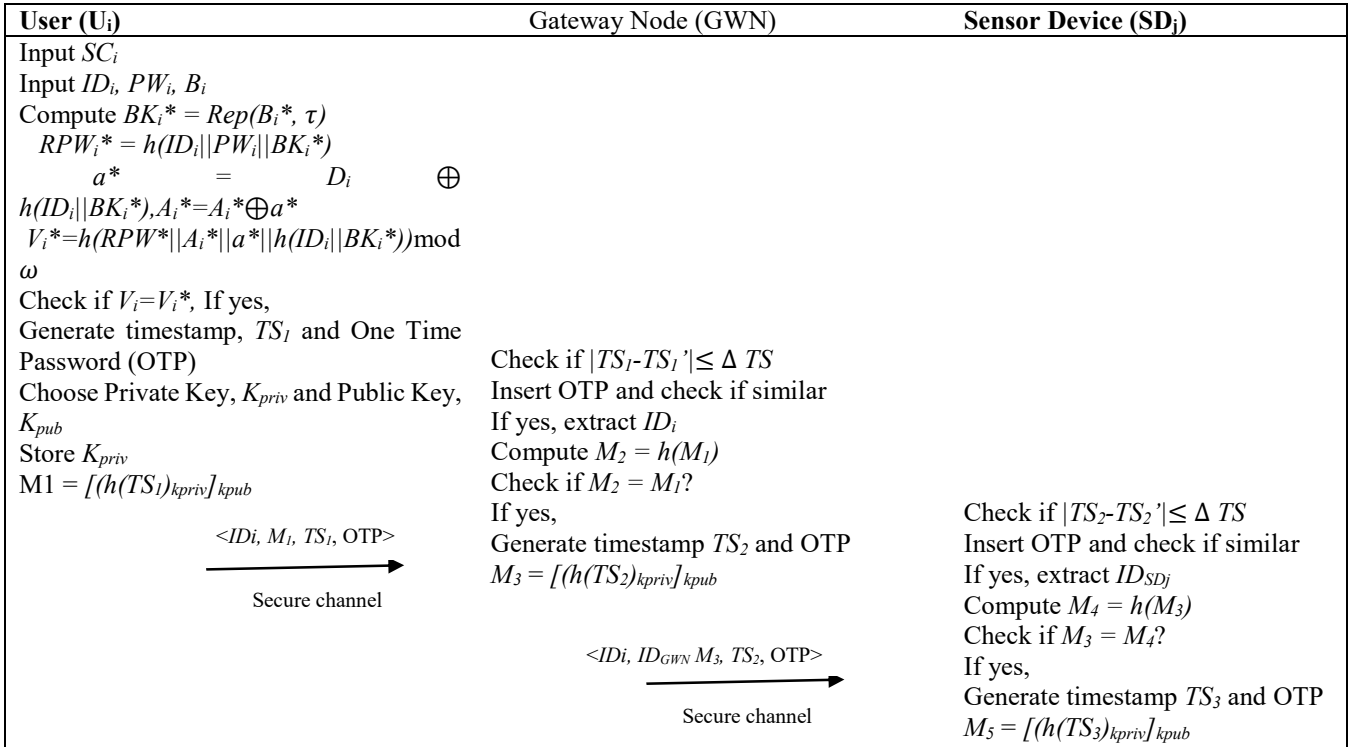 User (Ui)
Gateway Node (GWN)
Sensor Device (SDj)
Input SCi
Input IDi, PWi, Bi
Compute BKi* = Rep(Bi*, τ)
RPWi* = h(IDi||PWi||BKi*)
a* = Di ⊕
h(IDi||BKi*),Ai*=Ai*⊕a*
Vi*=h(RPW*||Ai*||a*||h(IDi||BKi*))mod
ω
Check if Vi=Vi*, If yes,
Generate timestamp, TS1 and One Time
Password (OTP)
Choose Private Key, Kpriv and Public Key,
Kpub
Store Kpriv
M1 = [(h(TS1)kpriv]kpub
<IDi, M1, TS1, OTP>
Secure channel
Check if |TS1-TS1’|≤ Δ TS
Insert OTP and check if similar
If yes, extract IDi
Compute M2 = h(M1)
Check if M2 = M1?
If yes,
Generate timestamp TS2 and OTP
M3 = [(h(TS2)kpriv]kpub
<IDi, IDGWN M3, TS2, OTP>
Secure channel
Check if |TS2-TS2’|≤ Δ TS
Insert OTP and check if similar
If yes, extract IDSDj
Compute M4 = h(M3)
Check if M3 = M4?
If yes,
Generate timestamp TS3 and OTP
M5 = [(h(TS3)kpriv]kpub